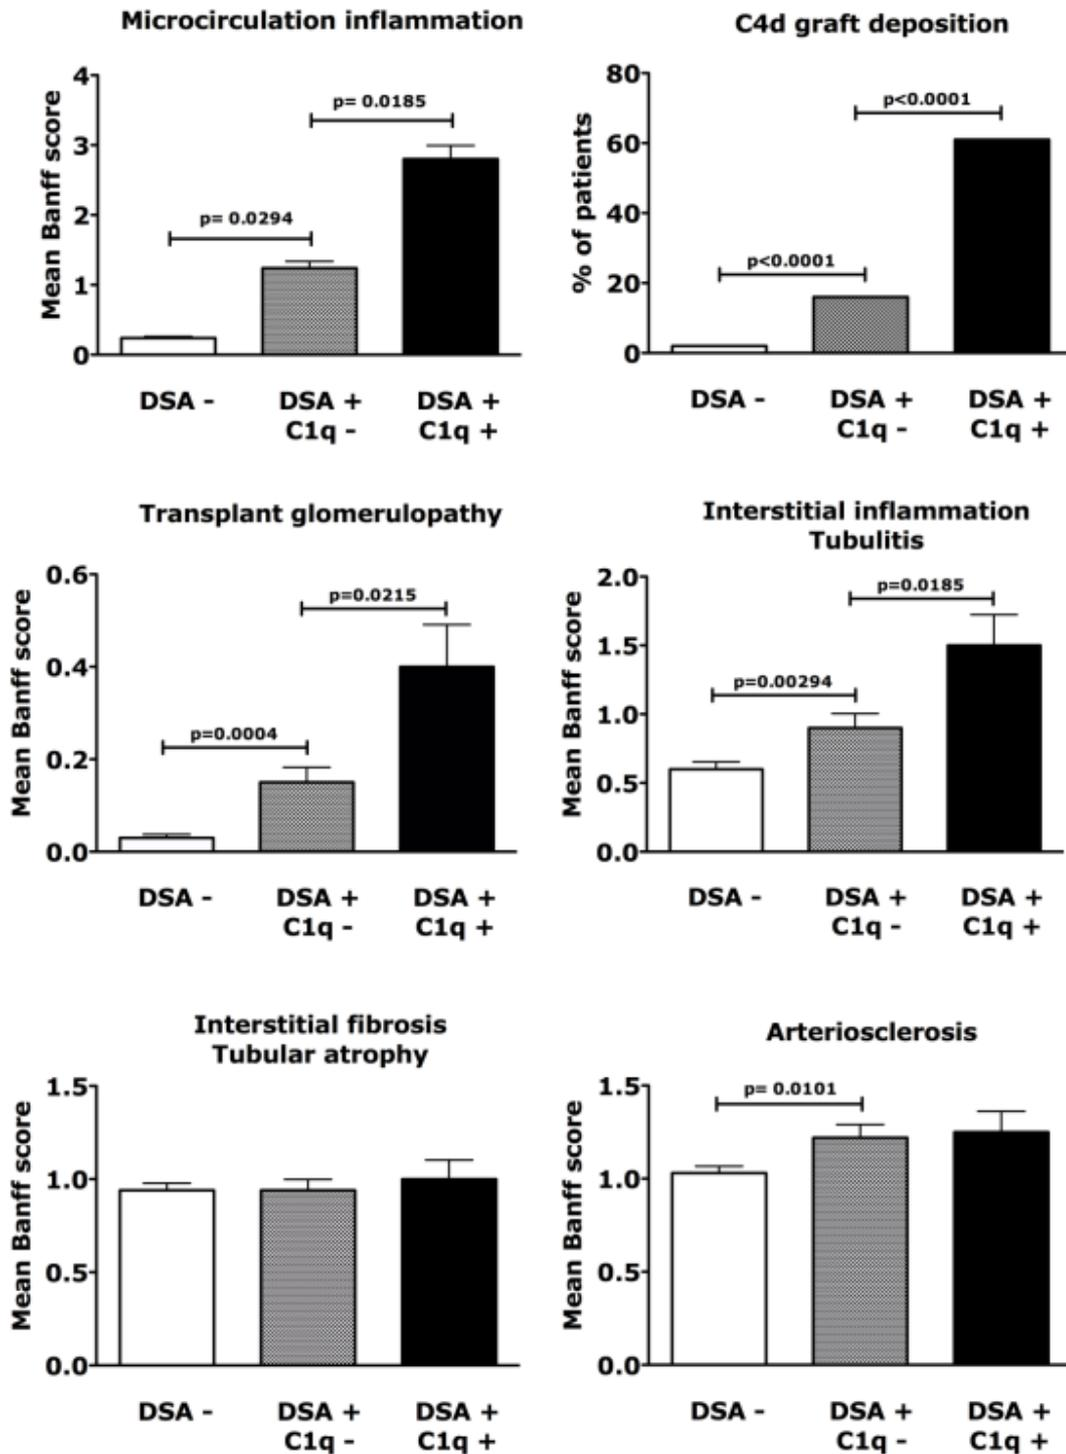 Microcirculation inflammation
Mean Banff score
4
3
2
1
0
p= 0.0294
p= 0.0185
DSA -
DSA +
C1q -
DSA +
C1q +
C4d graft deposition
% of patients
80
60
40
20
0
p<0.0001
p<0.0001
DSA -
DSA +
C1q -
DSA +
C1q +
Transplant glomerulopathy
Mean Banff score
0.6
0.4
0.2
0.0
p=0.0004
p=0.0215
DSA -
DSA +
C1q -
DSA +
C1q +
Interstitial inflammation
Tubulitis
Mean Banff score
2.0
1.5
1.0
0.5
0.0
p=0.00294
p=0.0185
DSA -
DSA +
C1q -
DSA +
C1q +
Interstitial fibrosis
Tubular atrophy
Mean Banff score
1.5
1.0
0.5
0.0
DSA -
DSA +
C1q -
DSA +
C1q +
Arteriosclerosis
Mean Banff score
1.5
1.0
0.5
0.0
p= 0.0101
DSA -
DSA +
C1q -
DSA +
C1q +